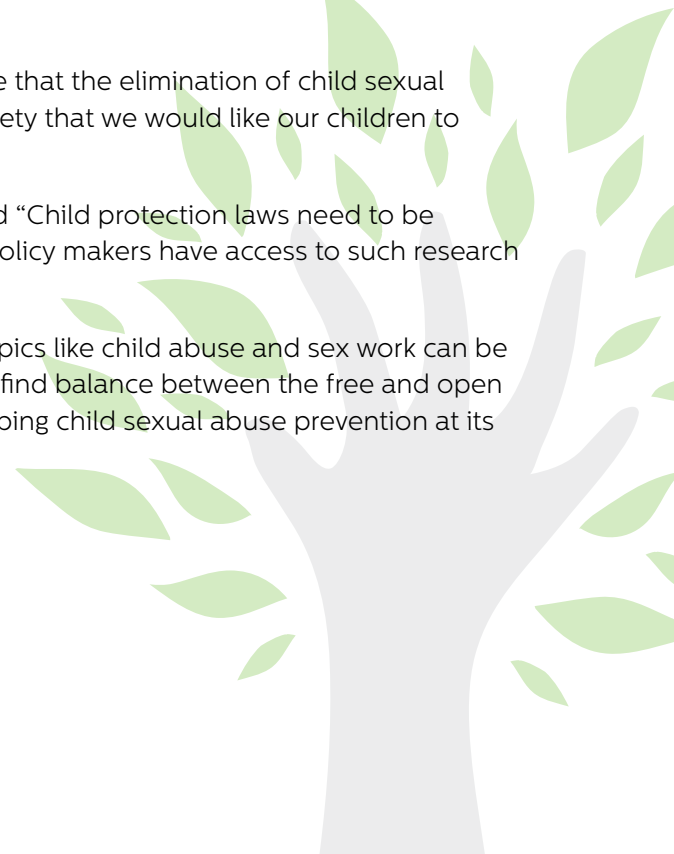 e that the elimination of child sexual
ety that we would like our children to
d “Child protection laws need to be
olicy makers have access to such research
pics like child abuse and sex work can be
find balance between the free and open
ping child sexual abuse prevention at its